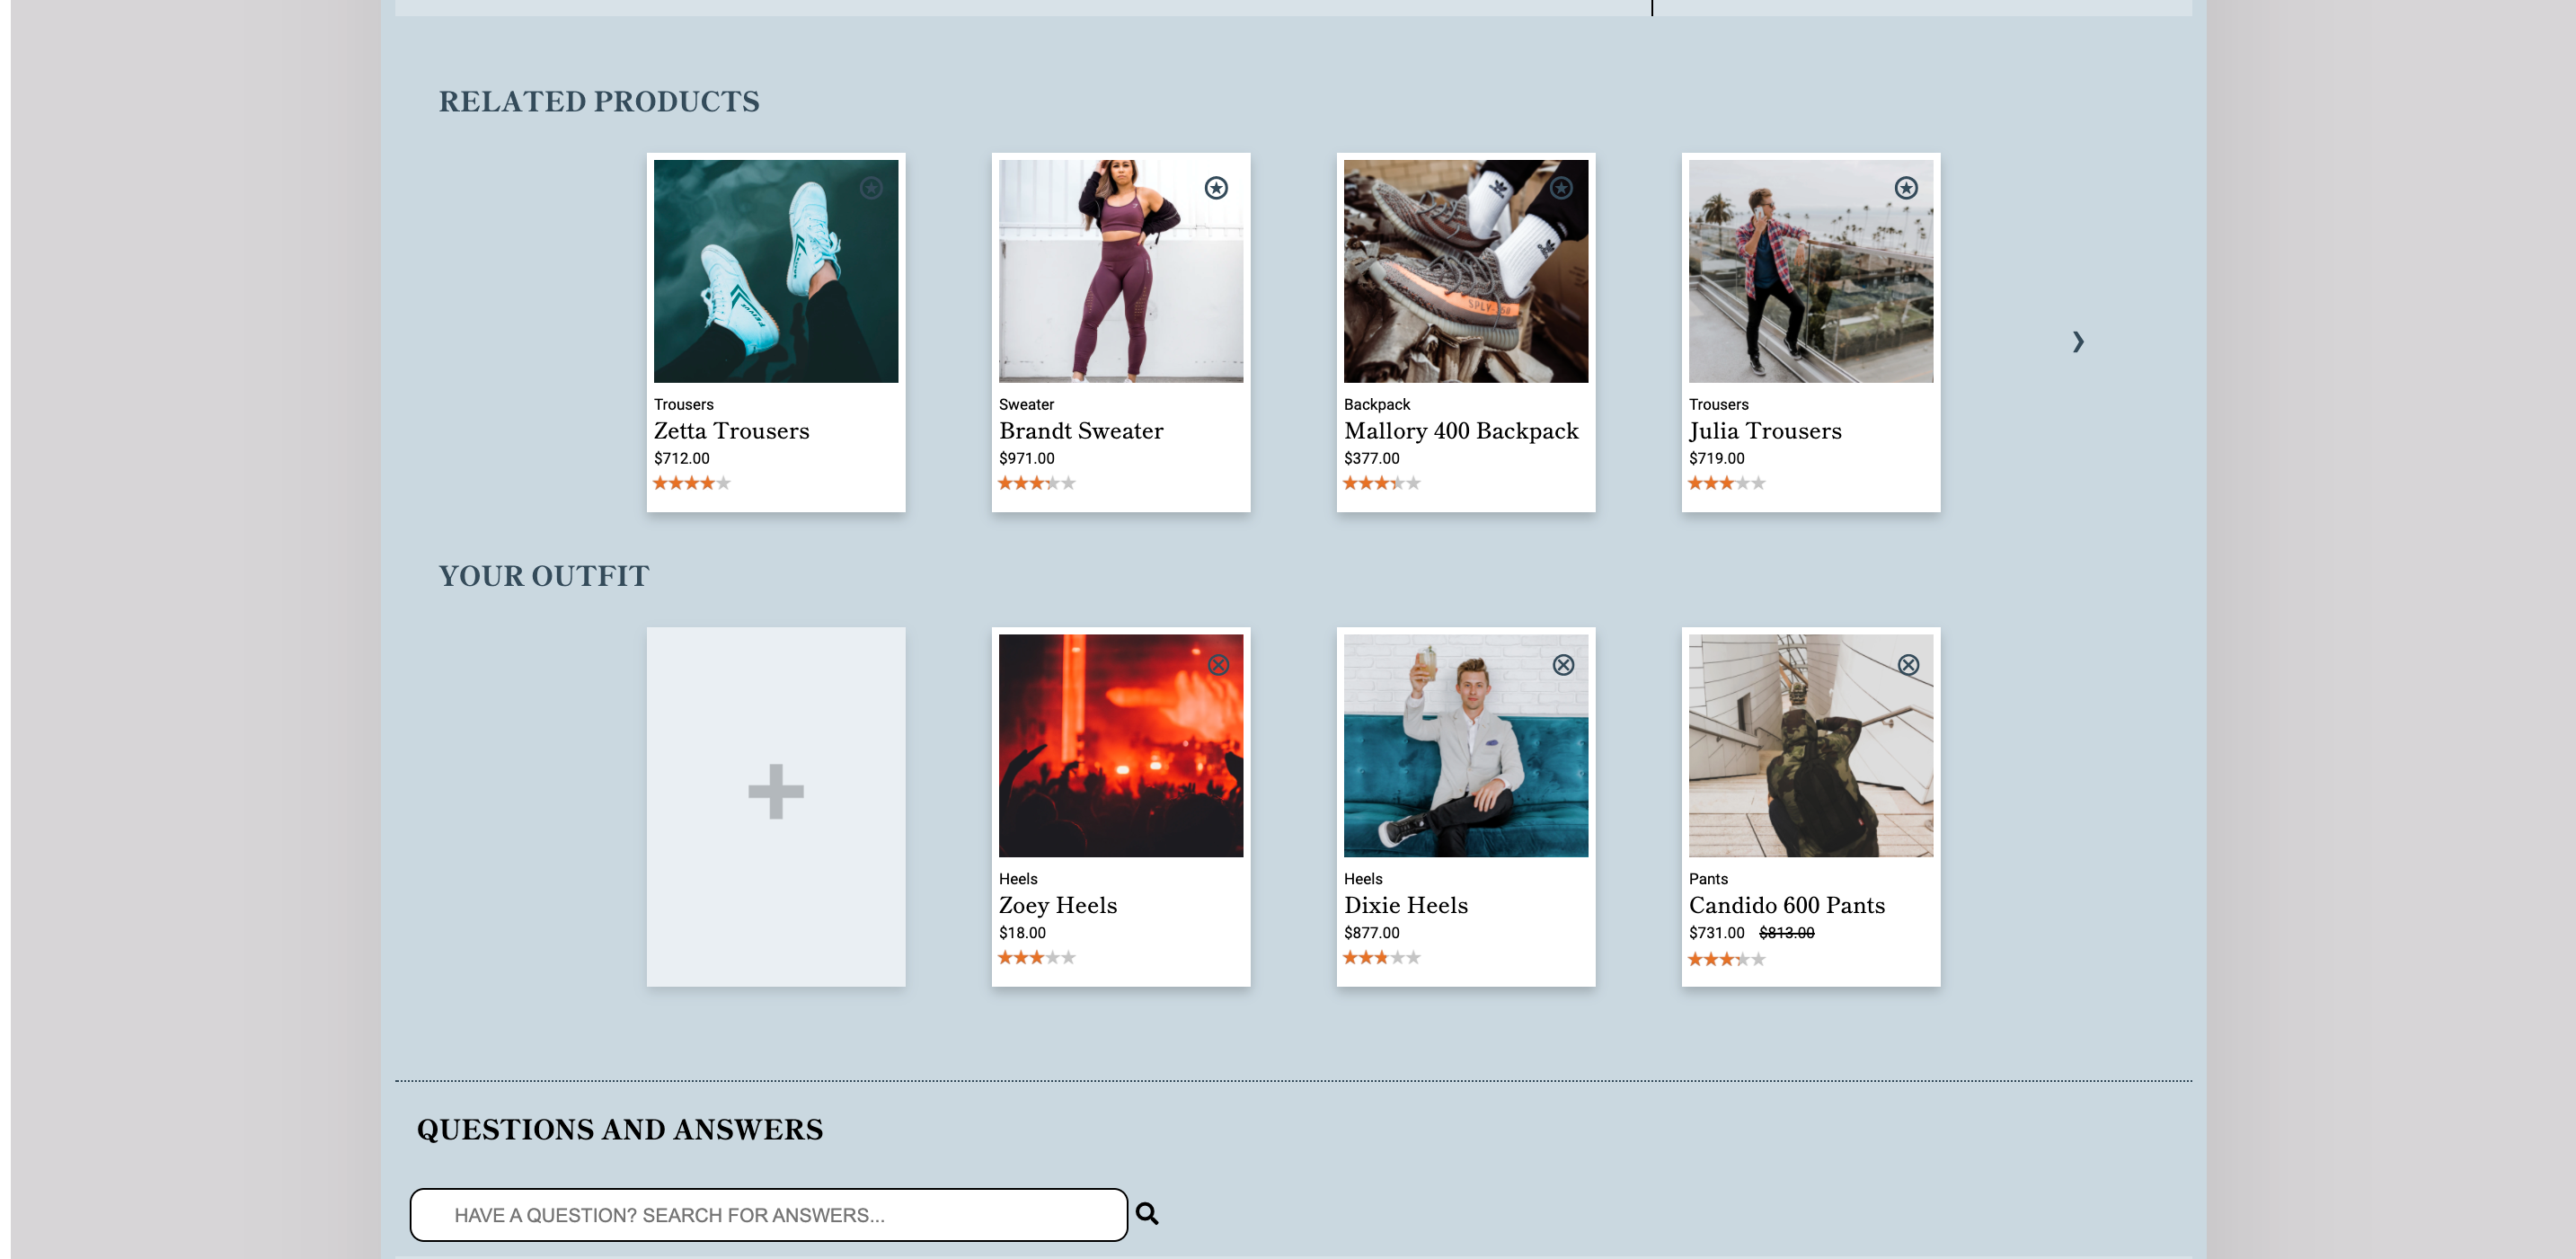 RELATED PRODUCTS
Trousers
Zetta Trousers
$712.00
Sweater
Brandt Sweater
$971.00
SPLY-350
Backpack
Mallory 400 Backpack
$377.00
Trousers
Julia Trousers
$719.00
YOUR OUTFIT
Heels
Zoey Heels
$18.00
Heels
Dixie Heels
$877.00
Pants
Candido 600 Pants
$731.00 $813.00
QUESTIONS AND ANSWERS
HAVE A QUESTION? SEARCH FOR ANSWERS...